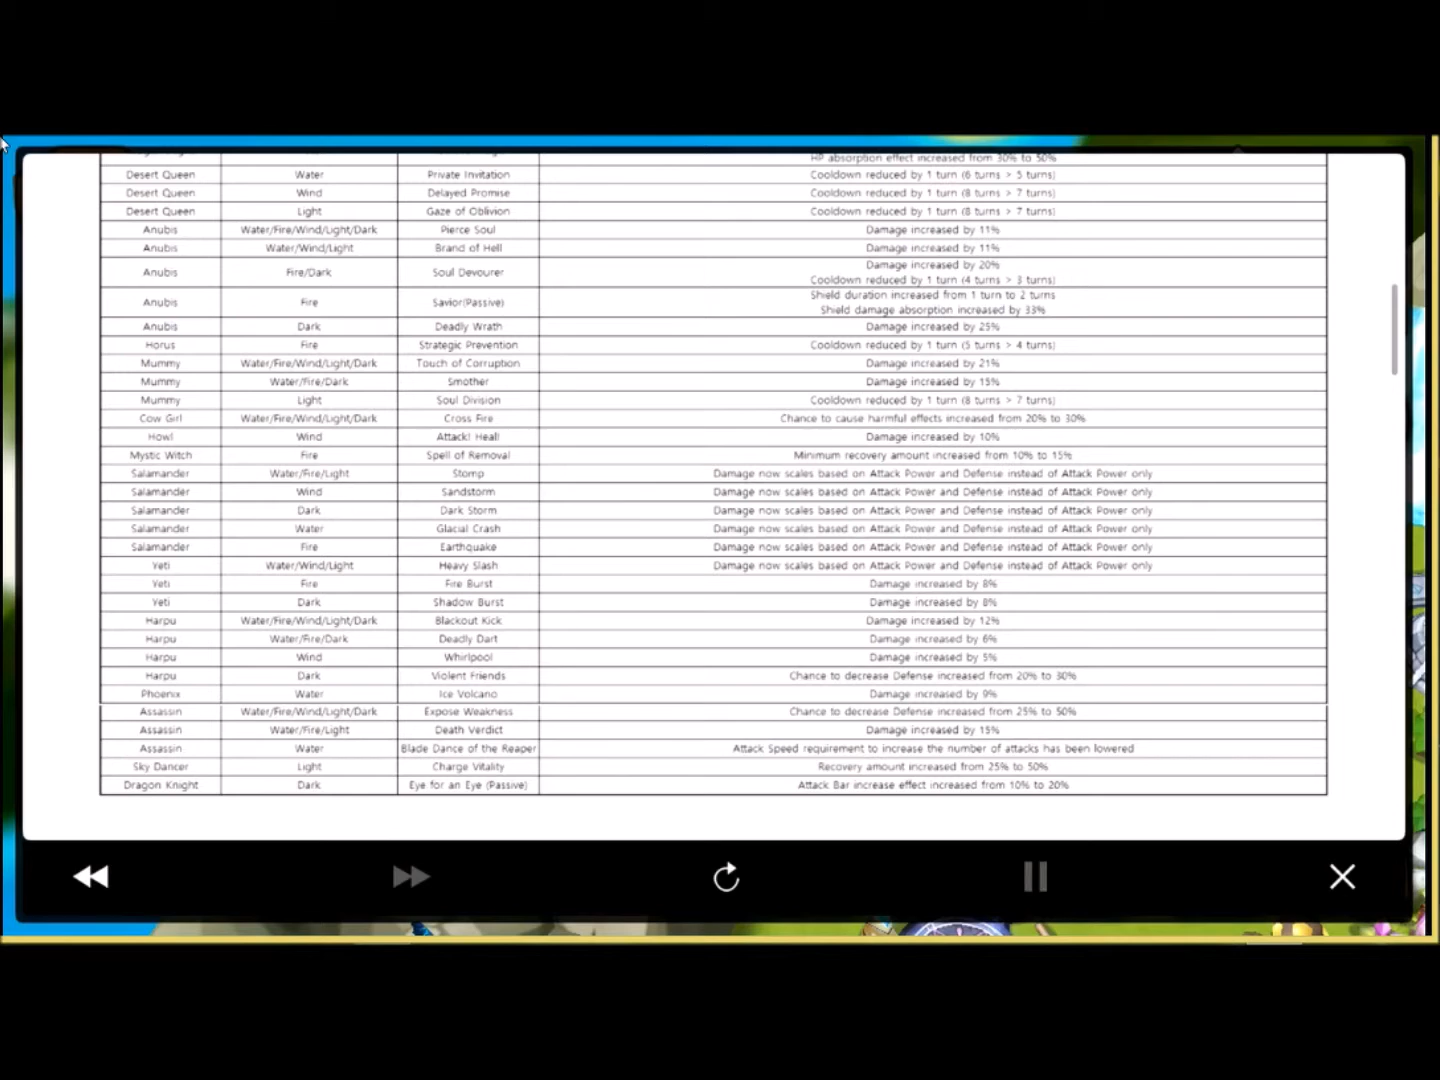 HP absorption effect increased from 30% to 50%
Desert Queen Water Private Invitation Cooldown reduced by 1 turn (6 turns > 5 turns)
Desert Queen Wind Delayed Promise Cooldown reduced by 1 turn (8 turns > 7 turns)
Desert Queen Light Gaze of Oblivion Cooldown reduced by 1 turn (8 turns > 7 turns)
Anubis Water/Fire/Wind/Light/Dark Pierce Soul Damage increased by 11%
Anubis Water/Wind/Light Brand of Hell Damage increased by 11%
Anubis Fire/Dark Soul Devourer Damage increased by 20%
Cooldown reduced by 1 turn (4 turns > 3 turns)
Anubis Fire Savior(Passive) Shield duration increased from 1 turn to 2 turns
Shield damage absorption increased by 33%
Anubis Dark Deadly Wrath Damage increased by 25%
Horus Fire Strategic Prevention Cooldown reduced by 1 turn (5 turns > 4 turns)
Mummy Water/Fire/Wind/Light/Dark Touch of Corruption Damage increased by 21%
Mummy Water/Fire/Dark Smother Damage increased by 15%
Mummy Light Soul Division Cooldown reduced by 1 turn (8 turns > 7 turns)
Cow Girl Water/Fire/Wind/Light/Dark Cross Fire Chance to cause harmful effects increased from 20% to 30%
Howl Wind Attack! Heal! Damage increased by 10%
Mystic Witch Fire Spell of Removal Minimum recovery amount increased from 10% to 15%
Salamander Water/Fire/Light Stomp Damage now scales based on Attack Power and Defense instead of Attack Power only
Salamander Wind Sandstorm Damage now scales based on Attack Power and Defense instead of Attack Power only
Salamander Dark Dark Storm Damage now scales based on Attack Power and Defense instead of Attack Power only
Salamander Water Glacial Crash Damage now scales based on Attack Power and Defense instead of Attack Power only
Salamander Fire Earthquake Damage now scales based on Attack Power and Defense instead of Attack Power only
Yeti Water/Wind/Light Heavy Slash Damage now scales based on Attack Power and Defense instead of Attack Power only
Yeti Fire Fire Burst Damage increased by 8%
Yeti Dark Shadow Burst Damage increased by 8%
Harpu Water/Fire/Wind/Light/Dark Blackout Kick Damage increased by 12%
Harpu Water/Fire/Dark Deadly Dart Damage increased by 6%
Harpu Wind Whirlpool Damage increased by 5%
Harpu Dark Violent Friends Chance to decrease Defense increased from 20% to 30%
Phoenix Water Ice Volcano Damage increased by 9%
Assassin Water/Fire/Wind/Light/Dark Expose Weakness Chance to decrease Defense increased from 25% to 50%
Assassin Water/Fire/Light Death Verdict Damage increased by 15%
Assassin Water Blade Dance of the Reaper Attack Speed requirement to increase the number of attacks has been lowered
Sky Dancer Light Charge Vitality Recovery amount increased from 25% to 50%
Dragon Knight Dark Eye for an Eye (Passive) Attack Bar increase effect increased from 10% to 20%